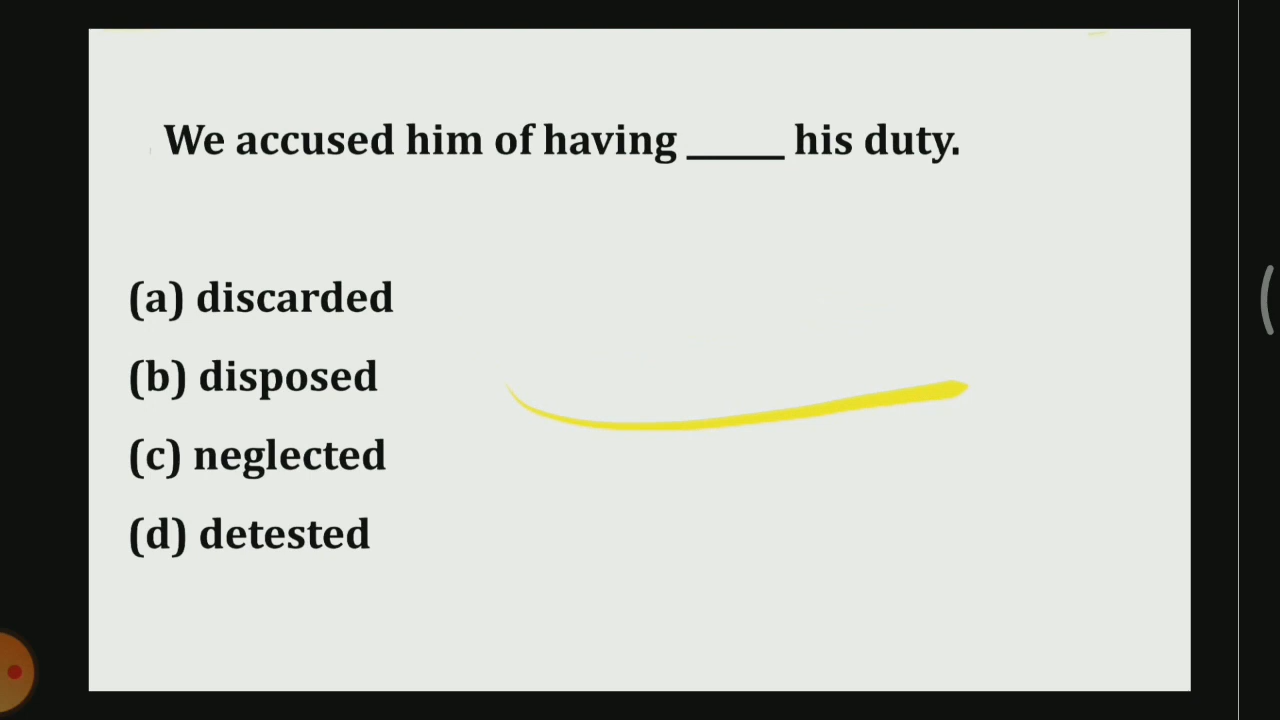 We accused him of having ______ his duty.
(a) discarded
(b) disposed
(c) neglected
(d) detested